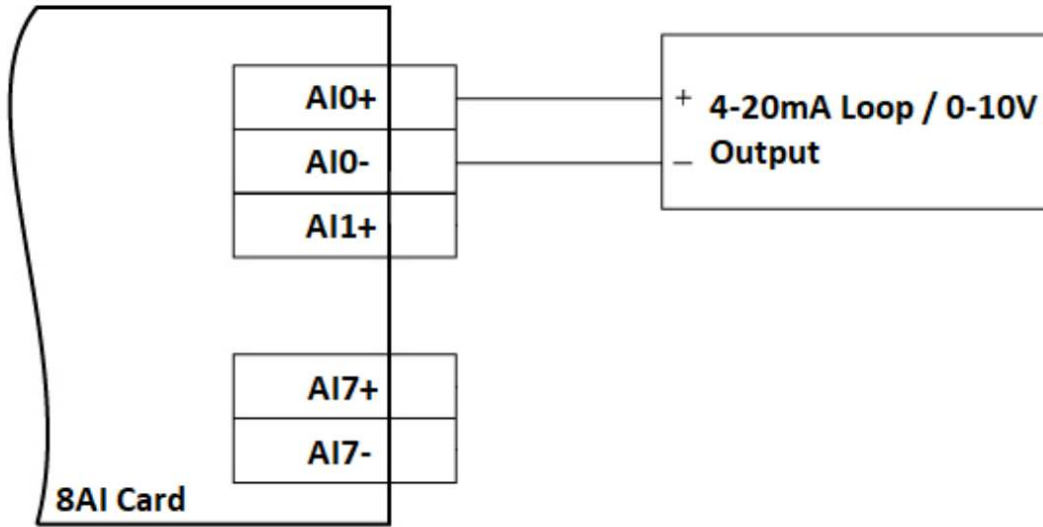 AI0+
AI0-
AI1+
AI7+
AI7-
8AI Card
+ 4-20mA Loop / 0-10V
– Output